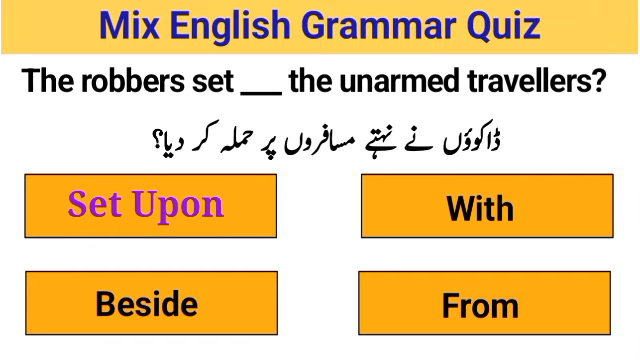 Mix English Grammar Quiz
The robbers set ___ the unarmed travellers?
ڈاکوؤں نے نہتے مسافروں پر حملہ کر دیا؟
Set Upon
With
Beside
From